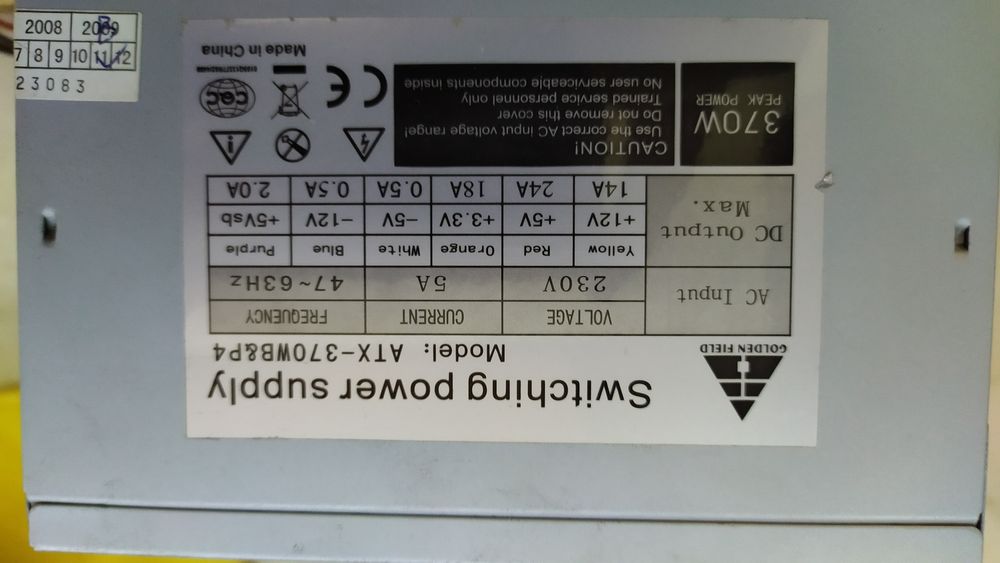 2008 2009
7 8 9 10 11 12
23083
GOLDEN FIELD
Switching power supply
Model: ATX-370WB&P4
AC Input VOLTAGE CURRENT FREQUENCY
230V 5A 47~63Hz
DC Output Max. Yellow Red Orange White Blue Purple
+12V +5V +3.3V -5V -12V +5Vsb
14A 24A 18A 0.5A 0.5A 2.0A
370W
PEAK POWER
CAUTION!
Use the correct AC input voltage range!
Do not remove this cover
Trained service personnel only
No user serviceable components inside
CE
CQC
Made in China